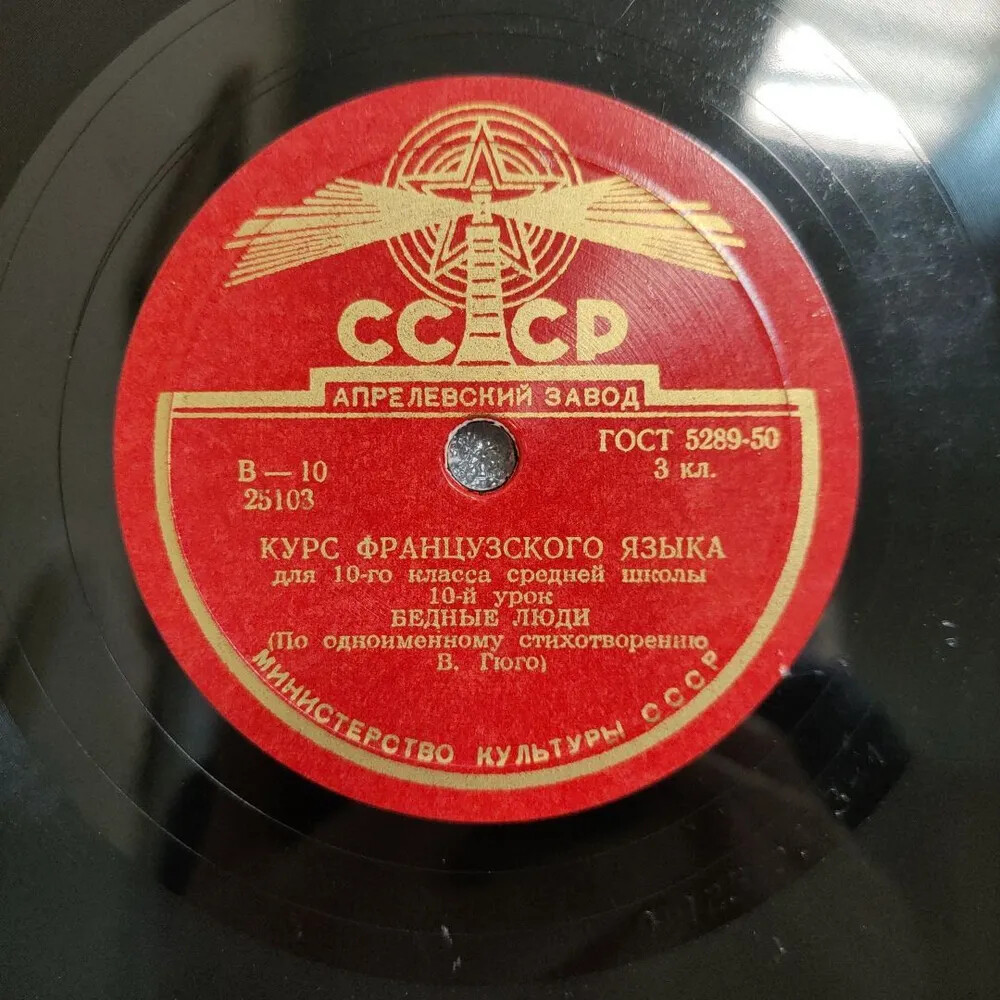 СССР
АПРЕЛЕВСКИЙ ЗАВОД
ГОСТ 5289-50
3 кл.
В — 10
25103
КУРС ФРАНЦУЗСКОГО ЯЗЫКА
для 10-го класса средней школы
10-й урок
БЕДНЫЕ ЛЮДИ
(По одноименному стихотворению
В. Гюго)
МИНИСТЕРСТВО КУЛЬТУРЫ СССР